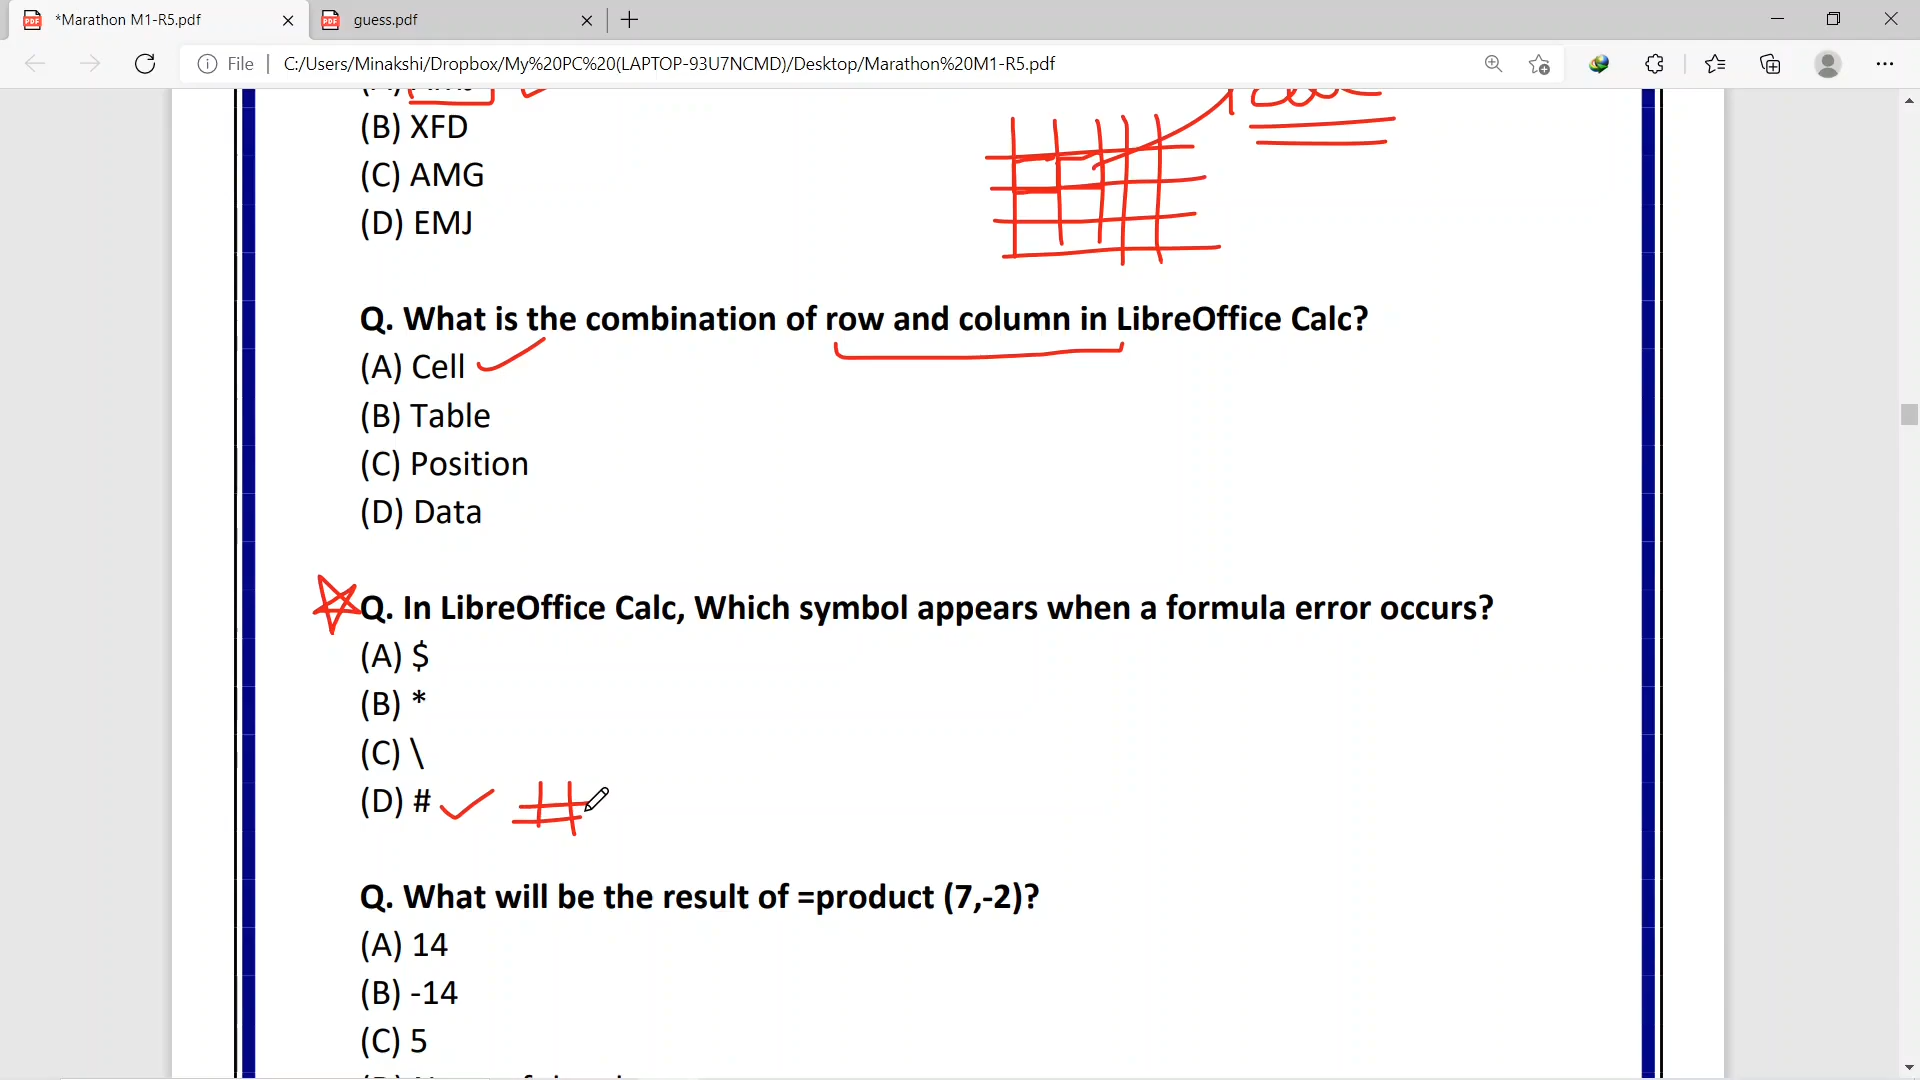 *Marathon M1-R5.pdf
guess.pdf
File
C:/Users/Minakshi/Dropbox/My%20PC%20(LAPTOP-93U7NCMD)/Desktop/Marathon%20M1-R5.pdf
(B) XFD
(C) AMG
(D) EMJ
Q. What is the combination of row and column in LibreOffice Calc?
(A) Cell
(B) Table
(C) Position
(D) Data
Q. In LibreOffice Calc, Which symbol appears when a formula error occurs?
(A) $
(B) *
(C) \
(D) # #
Q. What will be the result of =product (7,-2)?
(A) 14
(B) -14
(C) 5